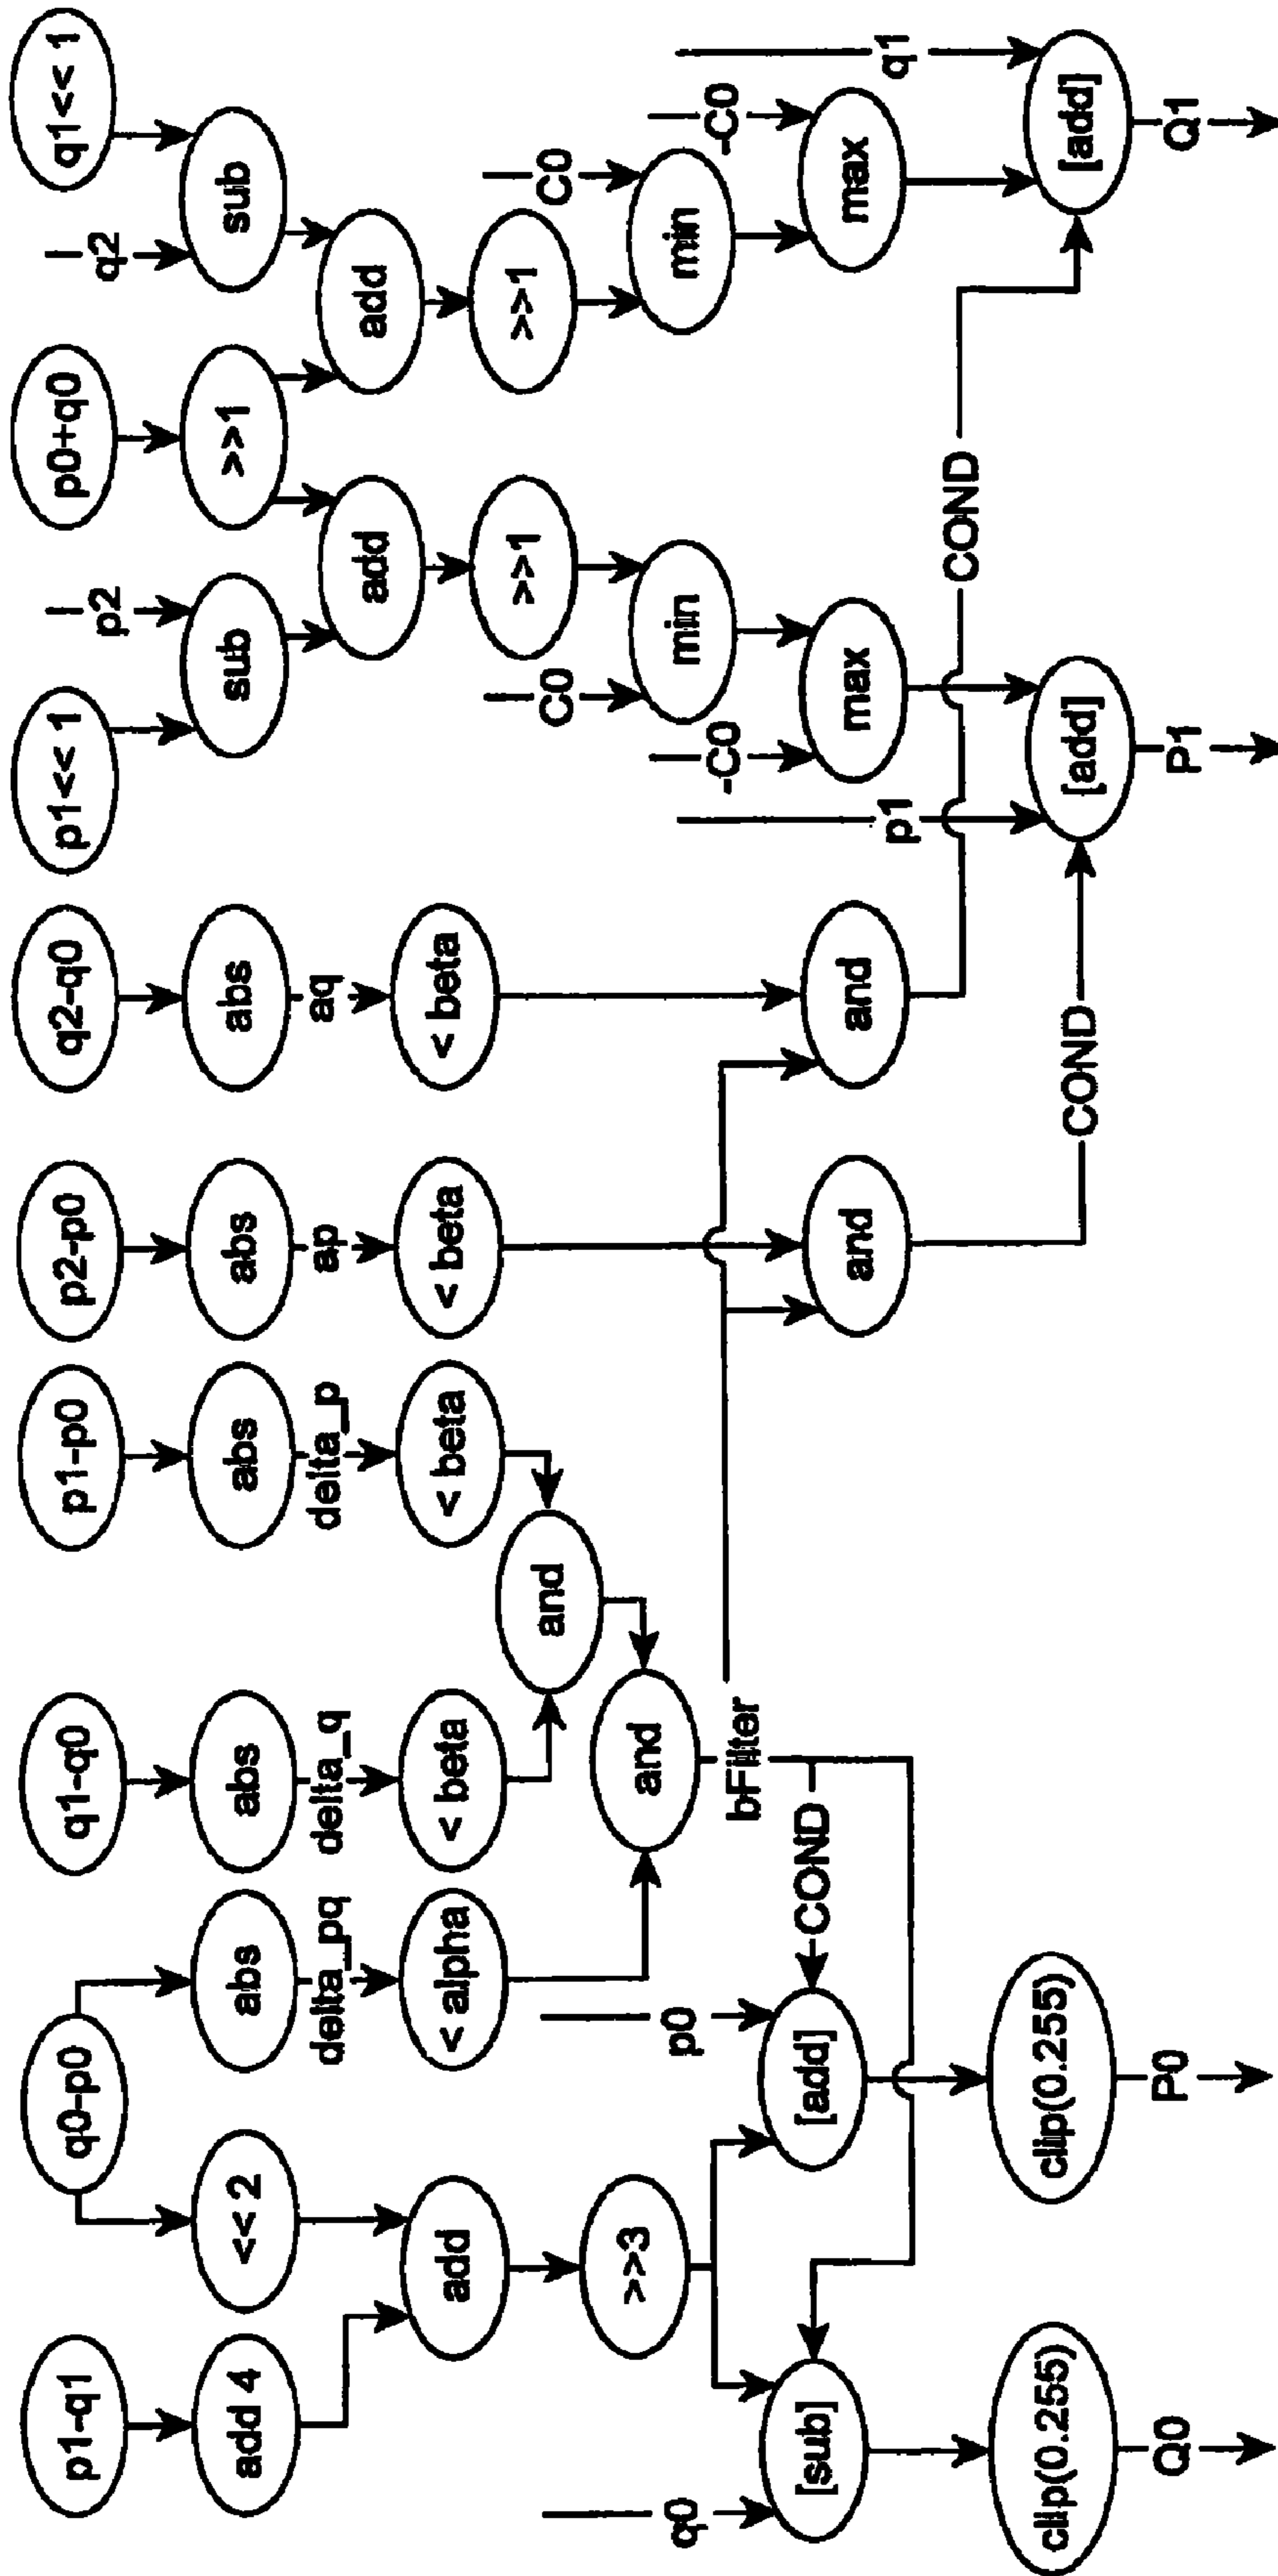 p1-q1
q0-p0
q1-q0
p1-p0
p2-p0
q2-q0
p1<< 1
p0+q0
q1<< 1
p2
q2
add 4
<< 2
abs
abs
abs
abs
abs
sub
>>1
sub
delta_pq
delta_q
delta_p
ap
aq
add
add
add
< alpha
< beta
< beta
< beta
< beta
>>1
>>1
and
C0
C0
>>3
and
min
min
q0
p0
bFilter
-C0
-C0
[sub]
[add]
COND
and
and
max
max
p1
q1
COND
clip(0.255)
clip(0.255)
COND
[add]
[add]
Q0
P0
P1
Q1